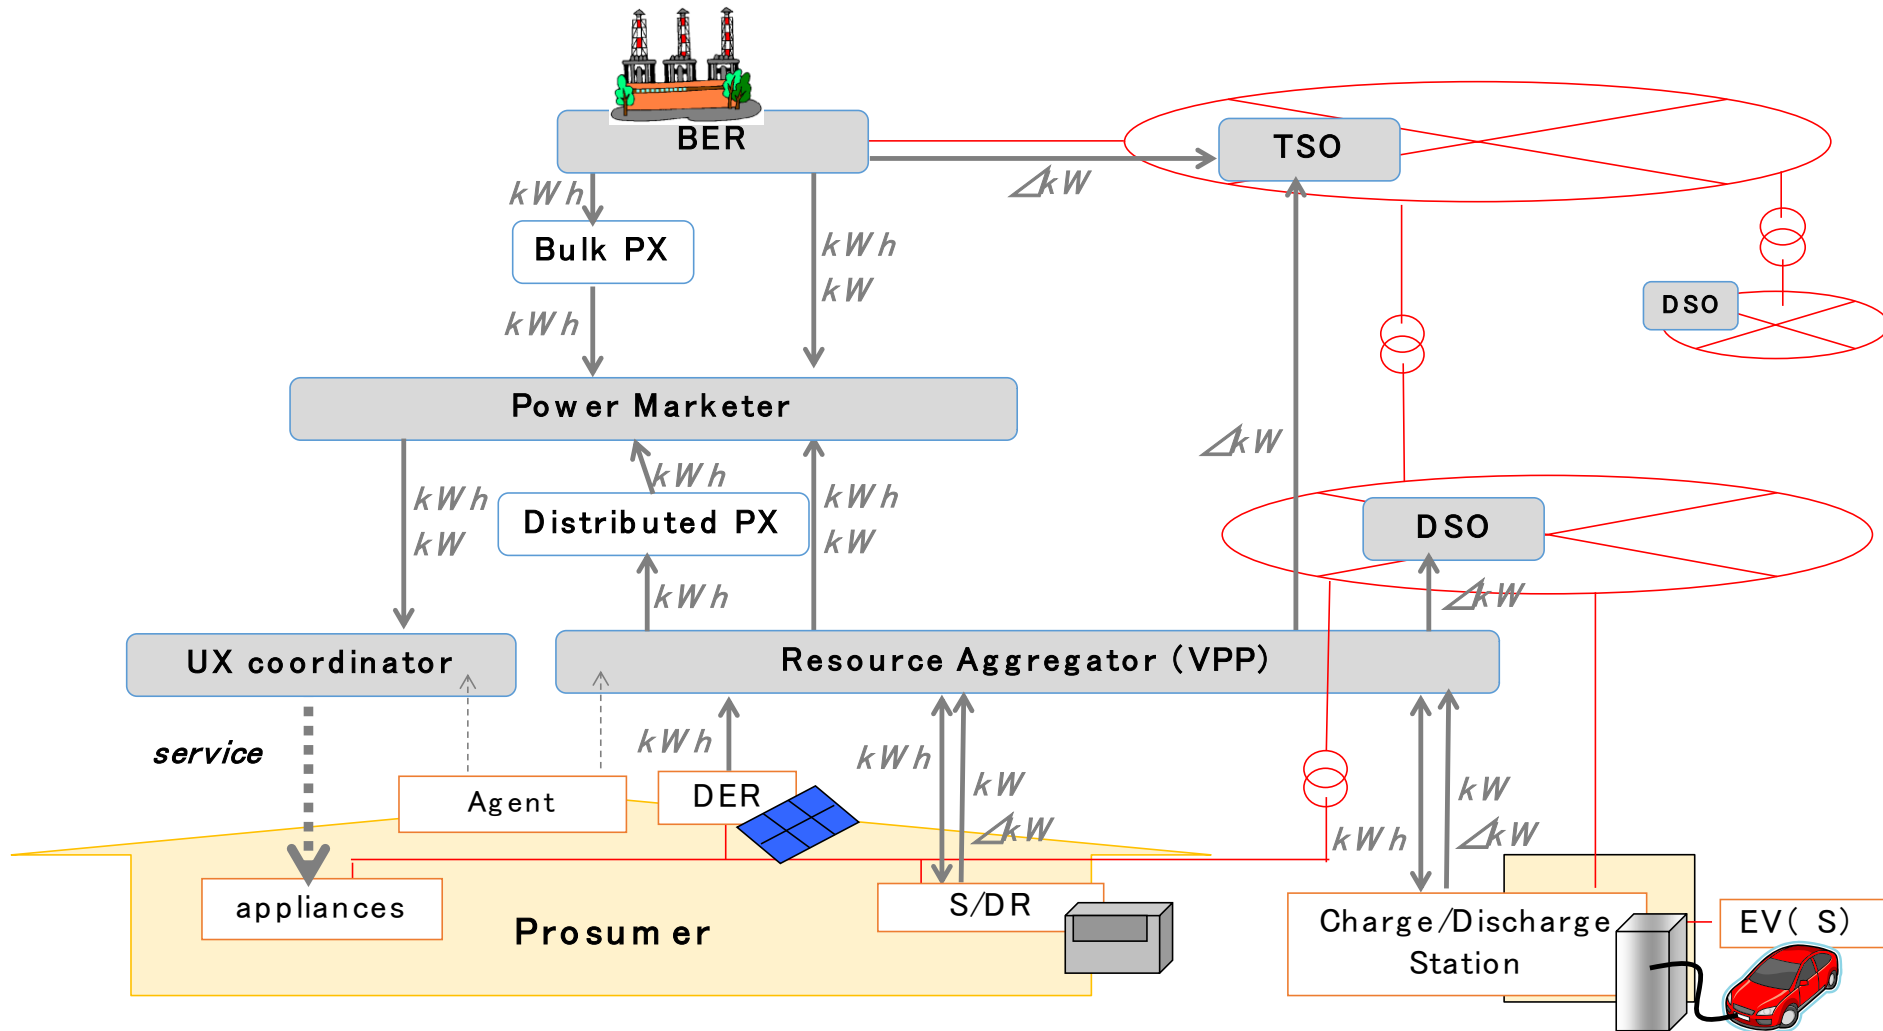 BER
TSO
⊿kW
kWh
Bulk PX
kWh
kW
DSO
kWh
Power Marketer
⊿kW
kWh
kWh
kW
kWh
kW
Distributed PX
DSO
kWh
⊿kW
UX coordinator
Resource Aggregator (VPP)
service
kWh
kWh
kW
⊿kW
kW
kWh
⊿kW
Agent
DER
appliances
S/DR
Prosumer
Charge/Discharge
Station
EV( S)